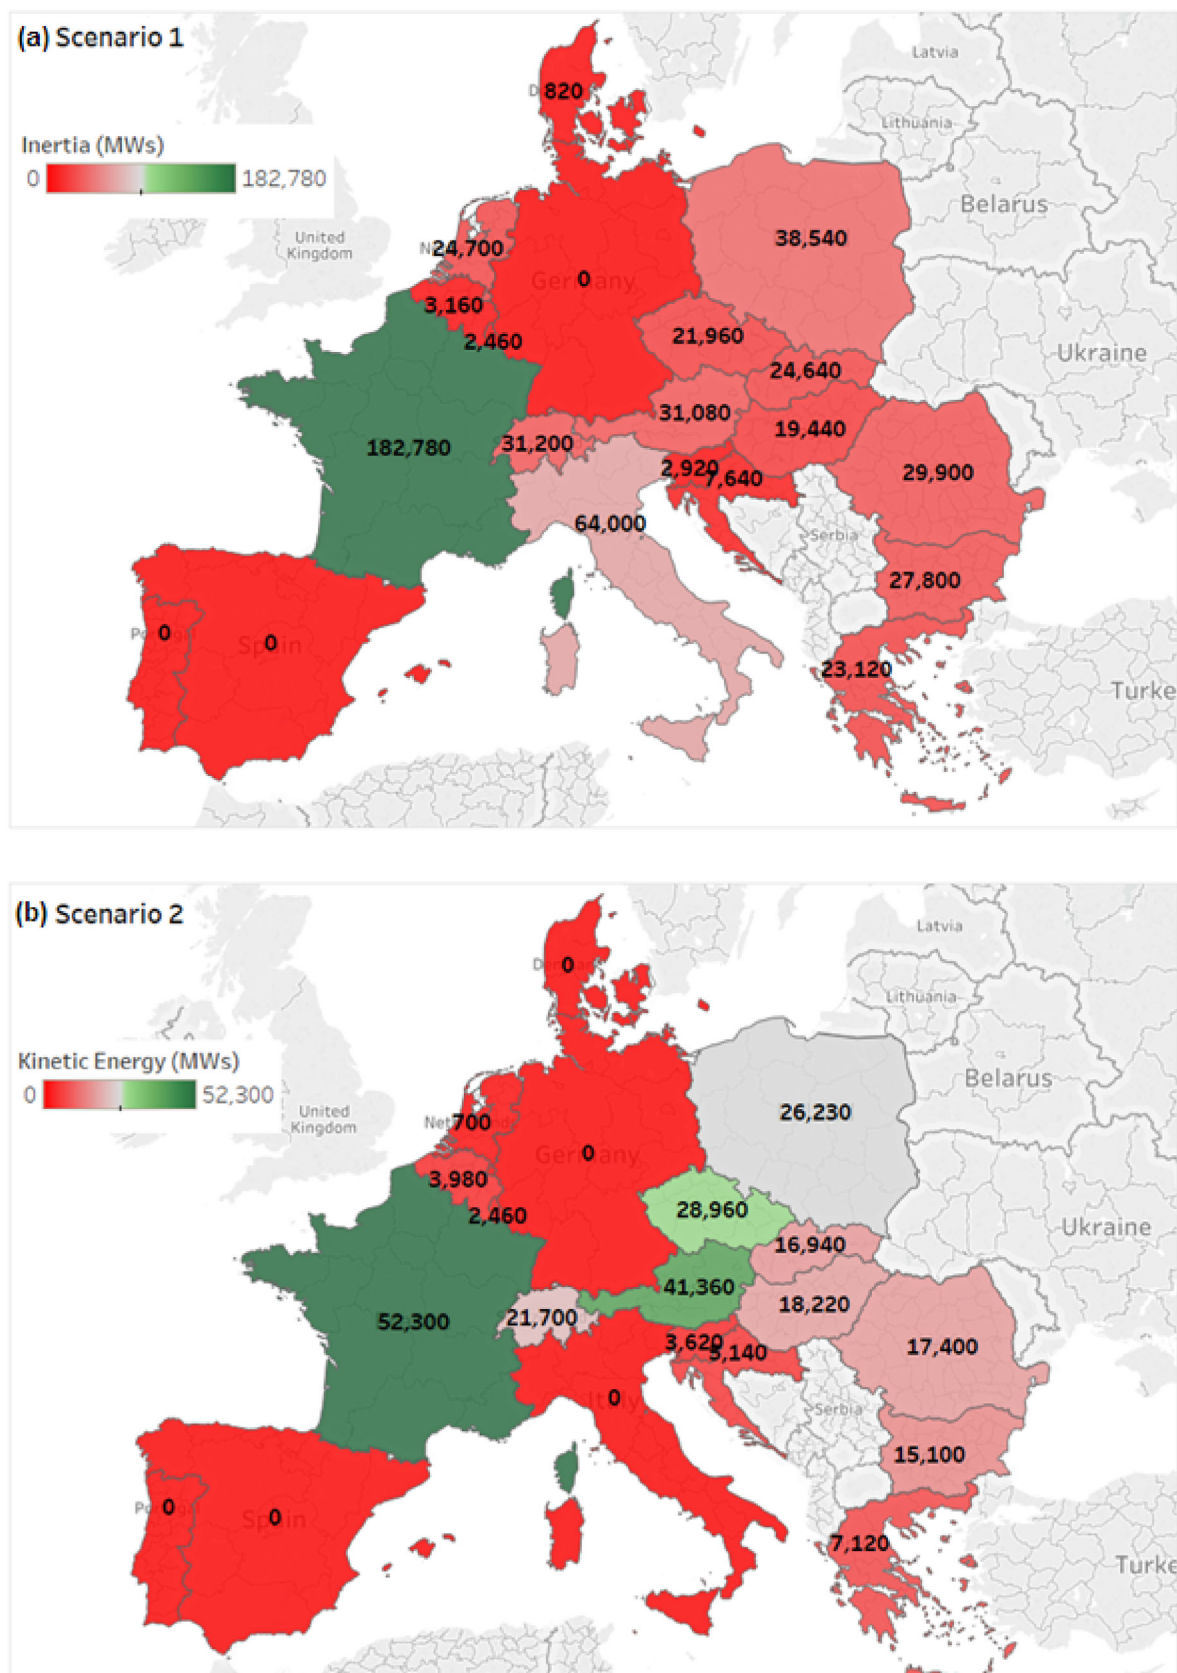 (a) Scenario 1
Latvia
820
Lithuania
Inertia (MWs)
0 182,780
Belarus
United
Kingdom
38,540
24,700
Germany
0
3,160
2,460
21,960
Ukraine
24,640
31,080
19,440
182,780
31,200
2,920
7,640
29,900
64,000
Serbia
27,800
0
Spain
0
23,120
Turke
(b) Scenario 2
Latvia
0
Lithuania
Kinetic Energy (MWs)
0 52,300
Belarus
United
Kingdom
26,230
700
Germany
0
3,980
2,460
28,960
Ukraine
16,940
41,360
18,220
52,300
21,700
3,620
5,140
17,400
Italy
0
Serbia
15,100
0
Spain
0
7,120
Turke